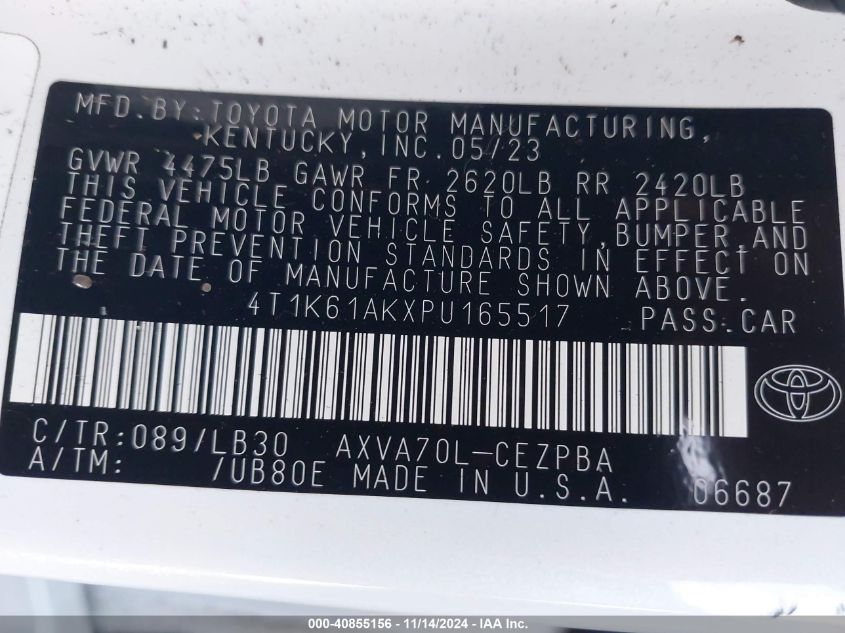 MFD.BY:TOYOTA MOTOR MANUFACTURING,
KENTUCKY,INC.05/23
GVWR 4475LB GAWR FR 2620LB RR 2420LB
THIS VEHICLE CONFORMS TO ALL APPLICABLE
FEDERAL MOTOR VEHICLE SAFETY,BUMPER,AND
THEFT PREVENTION STANDARDS IN EFFECT ON
THE DATE OF MANUFACTURE SHOWN ABOVE.
4T1K61AKXPU165517 PASS.CAR
C/TR:089/LB30 AXVA70L-CEZPBA
A/TM: /UB80E MADE IN U.S.A. 06687
000-40855156 - 11/14/2024 - IAA Inc.